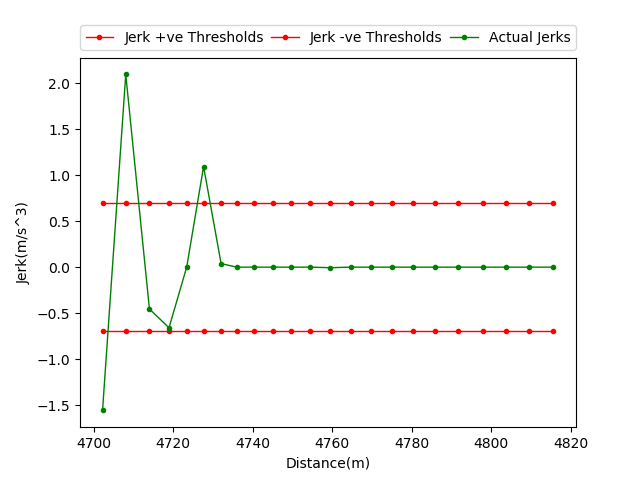 Jerk +ve Thresholds Jerk -ve Thresholds Actual Jerks
2.0
1.5
1.0
0.5
0.0
−0.5
−1.0
−1.5
Jerk(m/s^3)
4700 4720 4740 4760 4780 4800 4820
Distance(m)